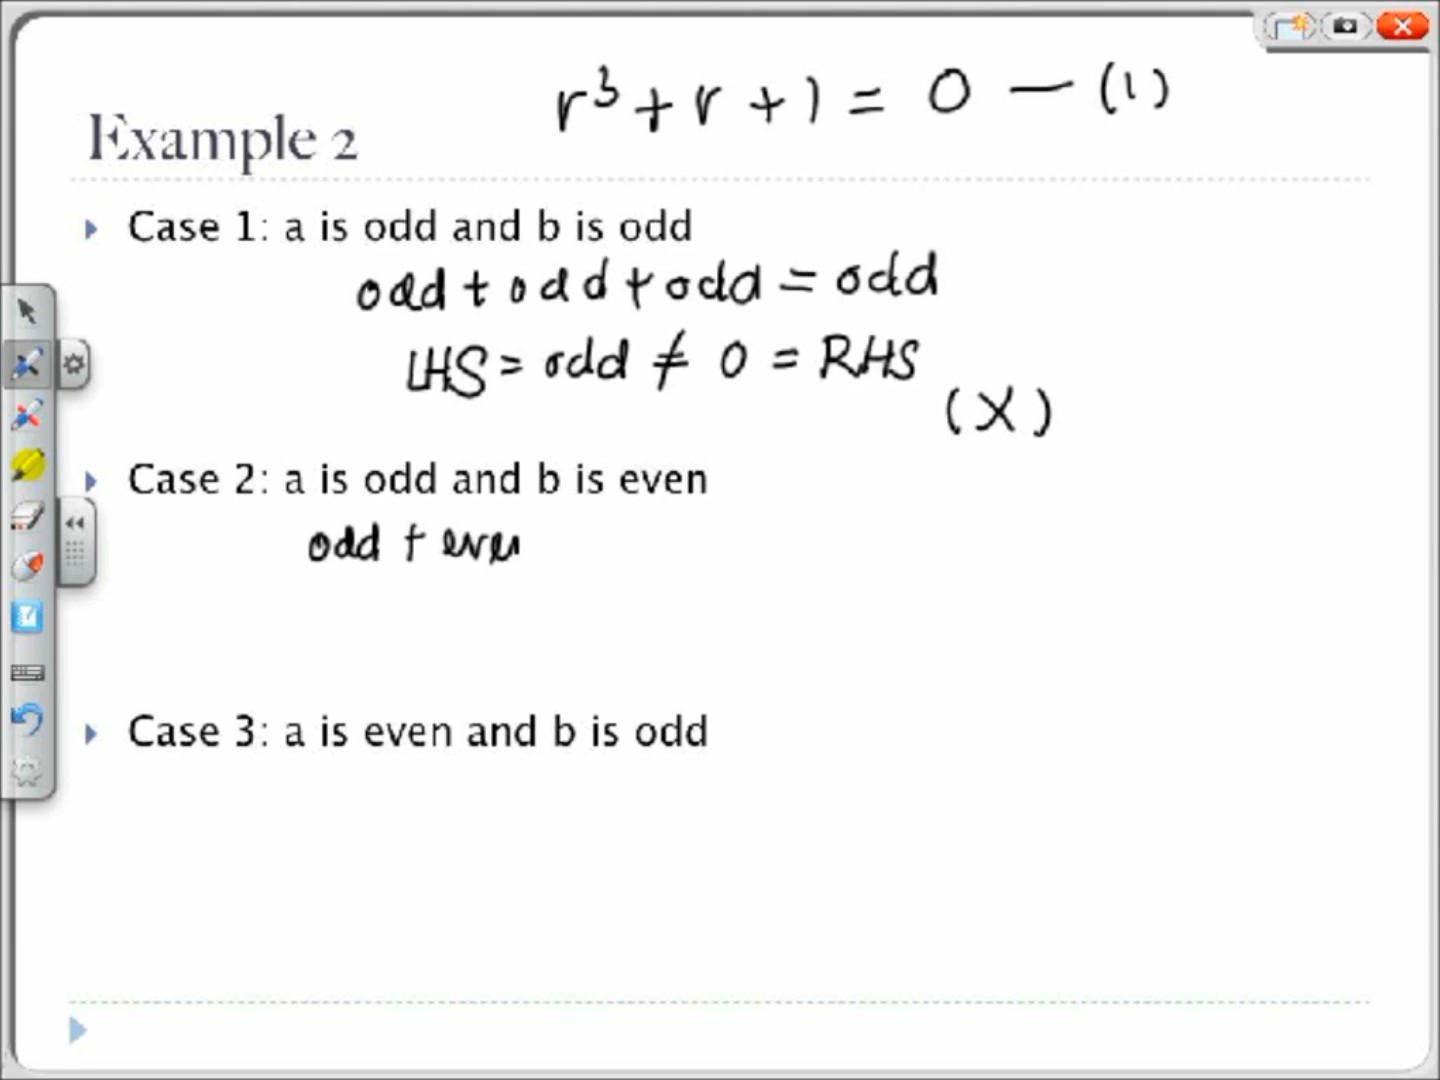 r³ + r + 1 = 0 — (1)
Example 2
Case 1: a is odd and b is odd
odd + odd + odd = odd
LHS = odd ≠ 0 = RHS
(X)
Case 2: a is odd and b is even
odd + even
Case 3: a is even and b is odd